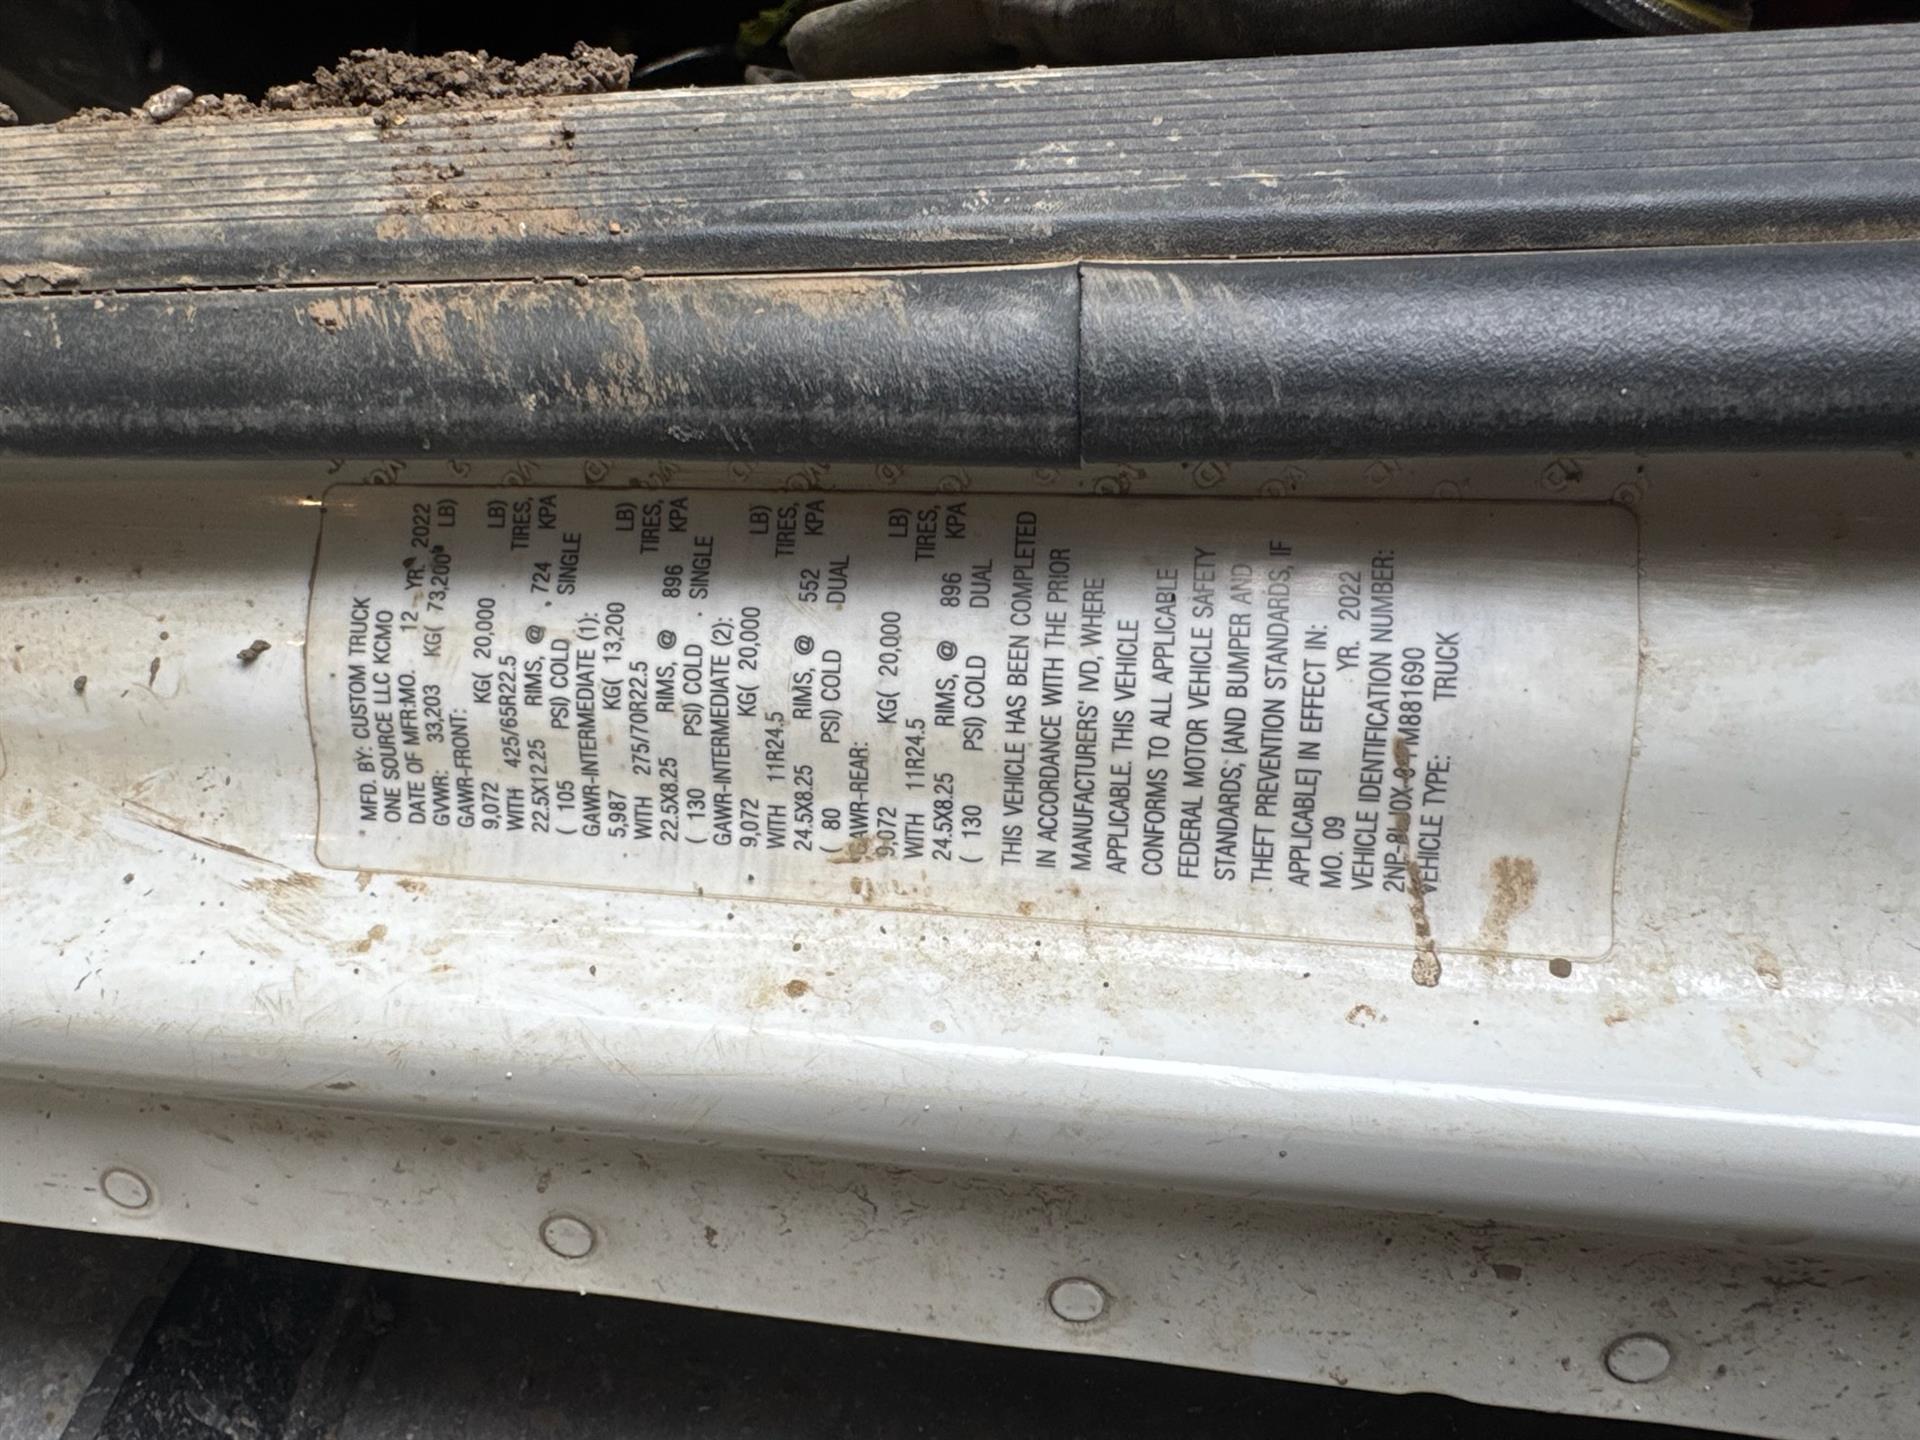 MFD. BY: CUSTOM TRUCK
ONE SOURCE LLC KCMO
DATE OF MFR:MO. 12 YR. 2022
GVWR: 33,203 KG( 73,200 LB)
GAWR-FRONT:
9,072 KG( 20,000 LB)
WITH 425/65R22.5 TIRES,
22.5X12.25 RIMS, @ 724 KPA
( 105 PSI) COLD SINGLE
GAWR-INTERMEDIATE (1):
5,987 KG( 13,200 LB)
WITH 275/70R22.5 TIRES,
22.5X8.25 RIMS, @ 896 KPA
( 130 PSI) COLD SINGLE
GAWR-INTERMEDIATE (2):
9,072 KG( 20,000 LB)
WITH 11R24.5 TIRES,
24.5X8.25 RIMS, @ 552 KPA
( 80 PSI) COLD DUAL
GAWR-REAR:
9,072 KG( 20,000 LB)
WITH 11R24.5 TIRES,
24.5X8.25 RIMS, @ 896 KPA
( 130 PSI) COLD DUAL
THIS VEHICLE HAS BEEN COMPLETED
IN ACCORDANCE WITH THE PRIOR
MANUFACTURERS' IVD, WHERE
APPLICABLE. THIS VEHICLE
CONFORMS TO ALL APPLICABLE
FEDERAL MOTOR VEHICLE SAFETY
STANDARDS, [AND BUMPER AND
THEFT PREVENTION STANDARDS, IF
APPLICABLE] IN EFFECT IN:
MO. 09 YR. 2022
VEHICLE IDENTIFICATION NUMBER:
VEHICLE TYPE: TRUCK